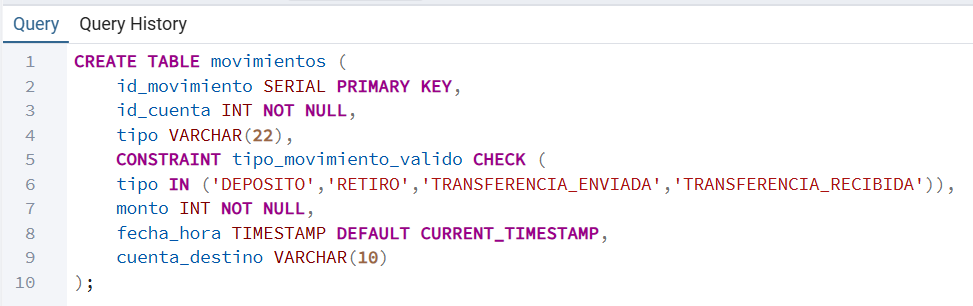 Query Query History
1 CREATE TABLE movimientos (
2 id_movimiento SERIAL PRIMARY KEY,
3 id_cuenta INT NOT NULL,
4 tipo VARCHAR(22),
5 CONSTRAINT tipo_movimiento_valido CHECK (
6 tipo IN ('DEPOSITO','RETIRO','TRANSFERENCIA_ENVIADA','TRANSFERENCIA_RECIBIDA')),
7 monto INT NOT NULL,
8 fecha_hora TIMESTAMP DEFAULT CURRENT_TIMESTAMP,
9 cuenta_destino VARCHAR(10)
10 );